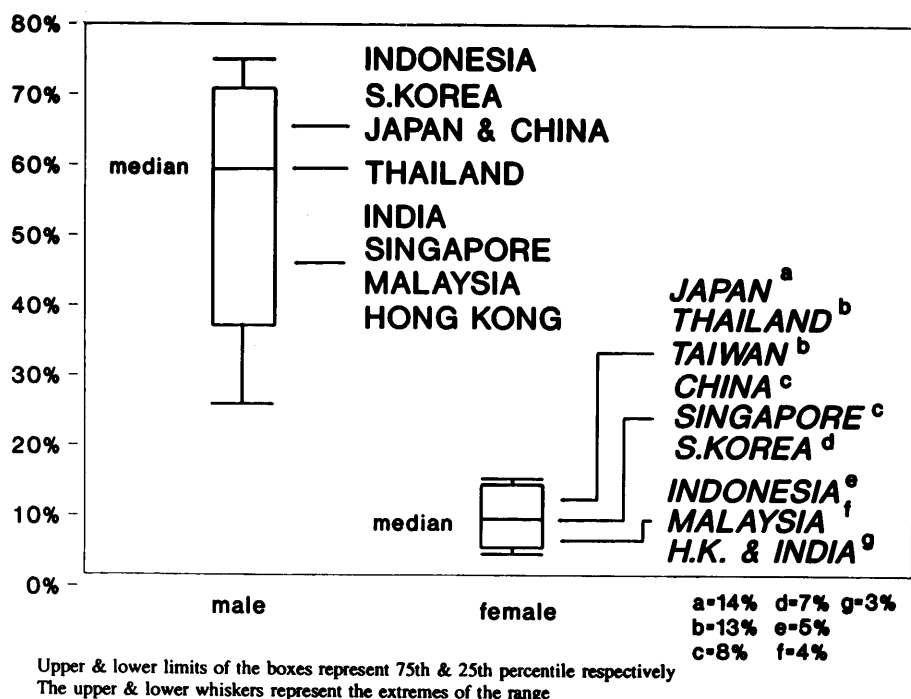 80%
70%
60%
50%
40%
30%
20%
10%
0%
median
INDONESIA
S.KOREA
JAPAN & CHINA
THAILAND
INDIA
SINGAPORE
MALAYSIA
HONG KONG
median
JAPAN a
THAILAND b
TAIWAN b
CHINA c
SINGAPORE c
S.KOREA d
INDONESIA e
MALAYSIA f
H.K. & INDIA g
male
female
a=14% d=7% g=3%
b=13% e=5%
c=8% f=4%
Upper & lower limits of the boxes represent 75th & 25th percentile respectively
The upper & lower whiskers represent the extremes of the range